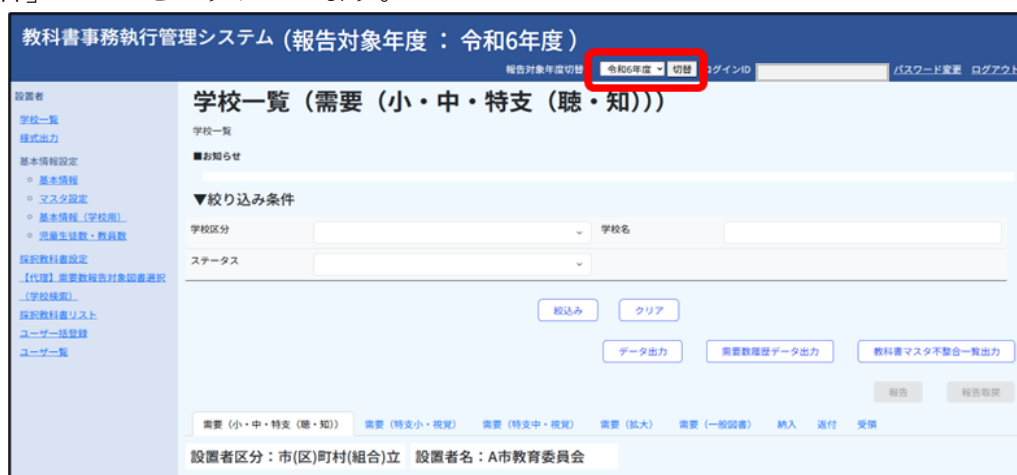 教科書事務執行管理システム (報告対象年度 : 令和6年度 )
報告対象年度切替 令和6年度 切替 ログインID パスワード変更 ログアウト
設置者
学校一覧
様式出力
基本情報設定
基本情報
マスタ設定
基本情報(学校用)
児童生徒数・教員数
採択教科書設定
【代理】需要数報告対象図書選択
(学校検索)
採択教科書リスト
ユーザー括登録
ユーザー覧
学校一覧(需要(小・中・特支(聴・知)))
学校一覧
■お知らせ
▼絞り込み条件
学校区分 学校名
ステータス
絞込み クリア
データ出力 需要数履歴データ出力 教科書マスタ不整合一覧出力
報告 報告取戻
需要(小・中・特支(聴・知)) 需要(特支小・視覚) 需要(特支中・視覚) 需要(拡大) 需要(一般図書) 納入 返付 受領
設置者区分:市(区)町村(組合)立 設置者名:A市教育委員会